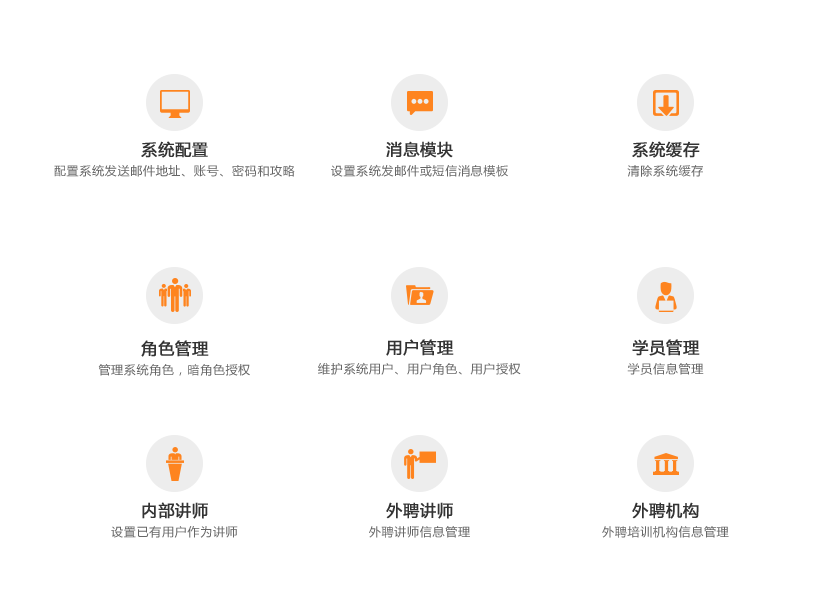 系统配置
配置系统发送邮件地址、账号、密码和攻略
消息模块
设置系统发邮件或短信消息模板
系统缓存
清除系统缓存
角色管理
管理系统角色，暗角色授权
用户管理
维护系统用户、用户角色、用户授权
学员管理
学员信息管理
内部讲师
设置已有用户作为讲师
外聘讲师
外聘讲师信息管理
外聘机构
外聘培训机构信息管理